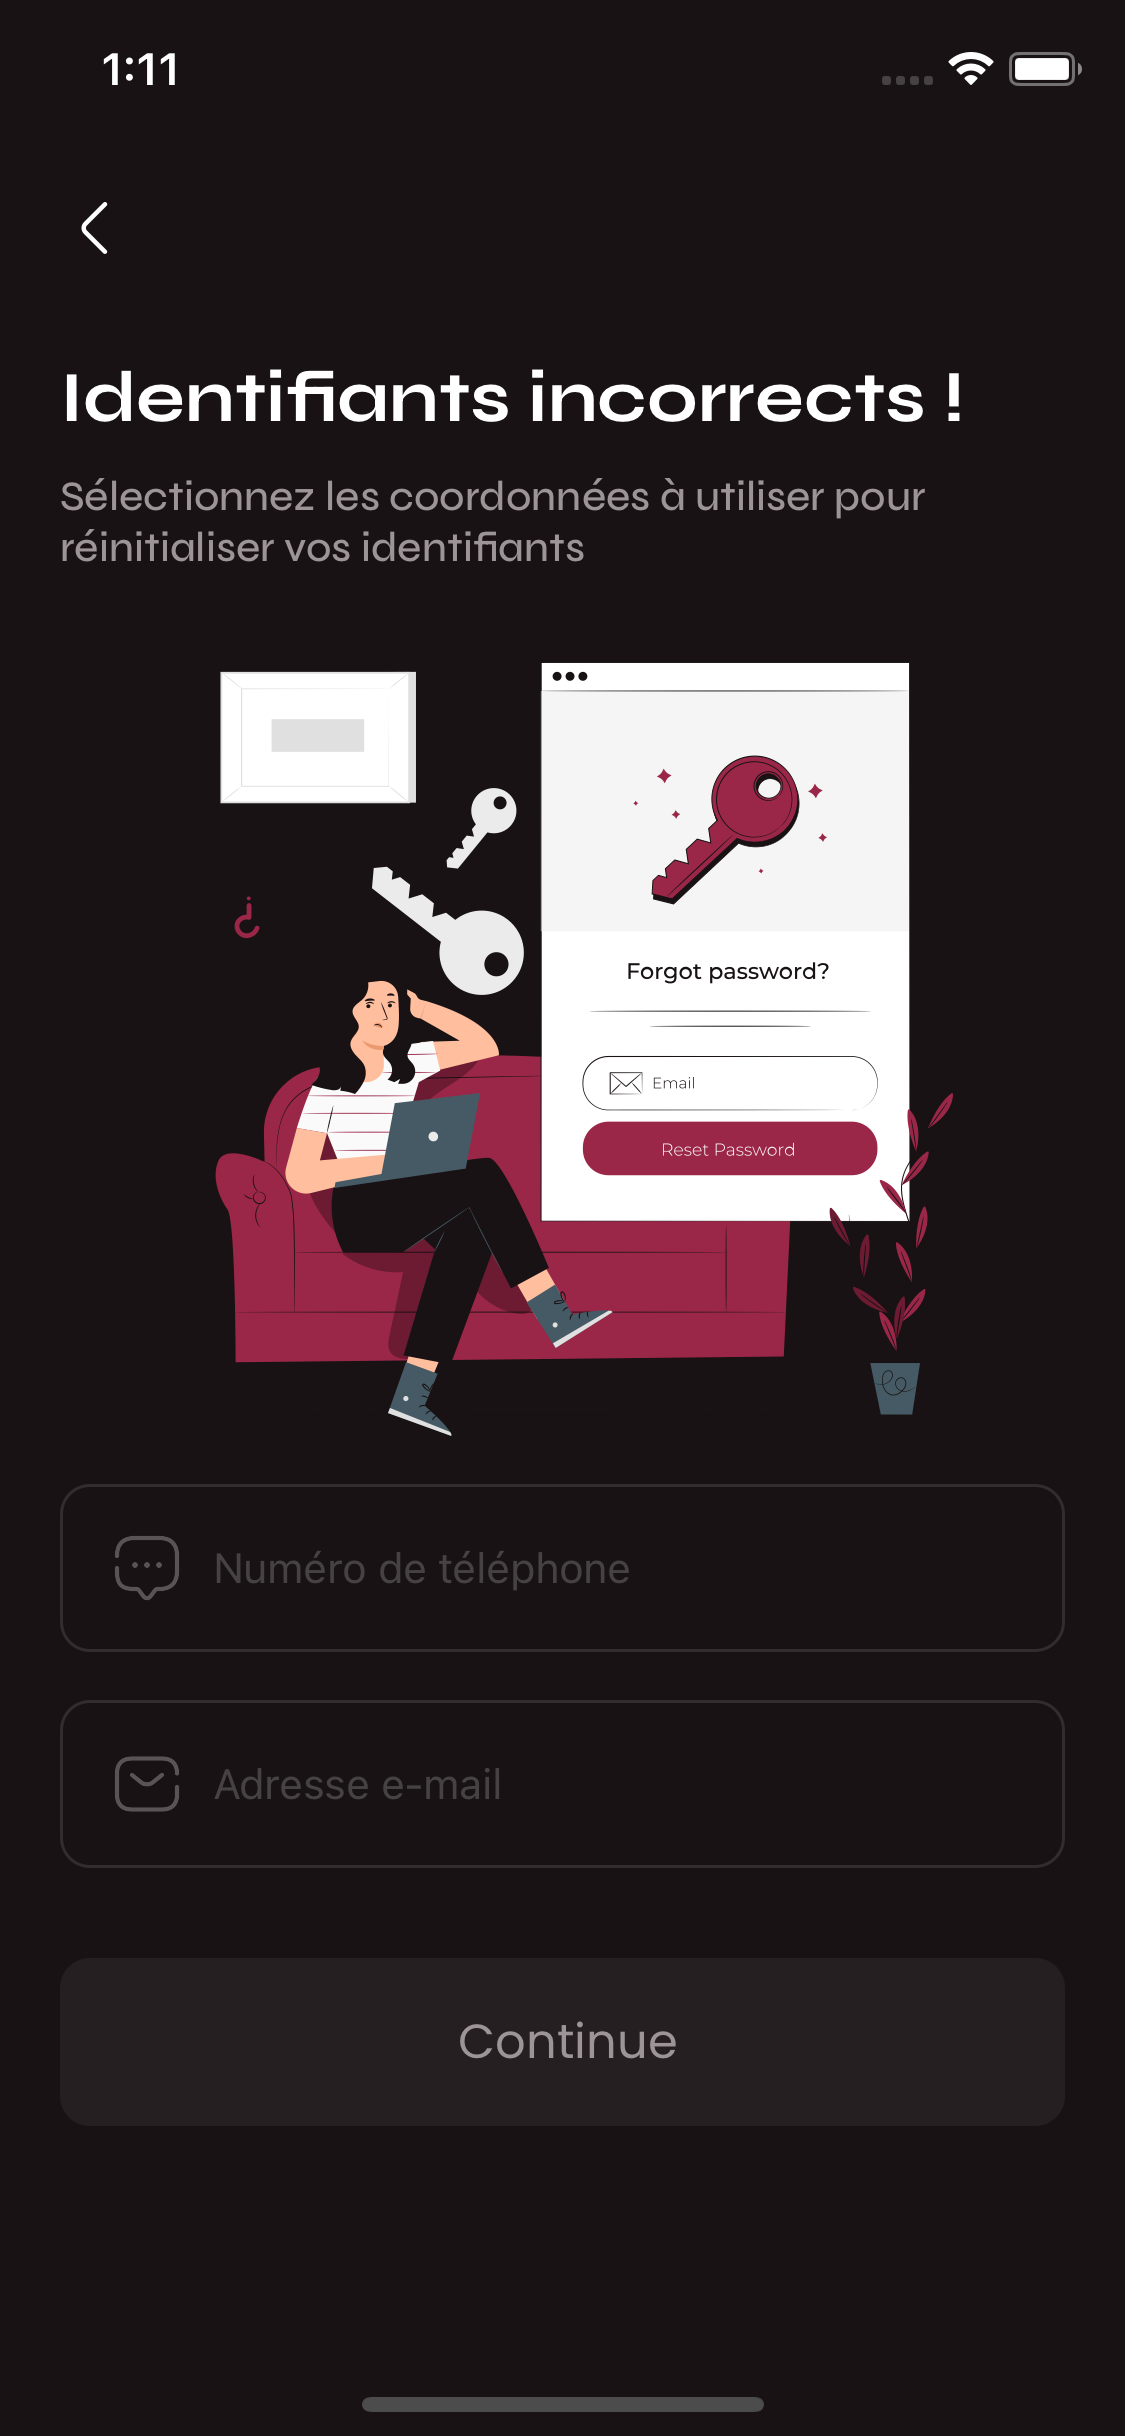 1:11
Identifiants incorrects !
Sélectionnez les coordonnées à utiliser pour
réinitialiser vos identifiants
¿
Forgot password?
Email
Reset Password
Numéro de téléphone
Adresse e-mail
Continue